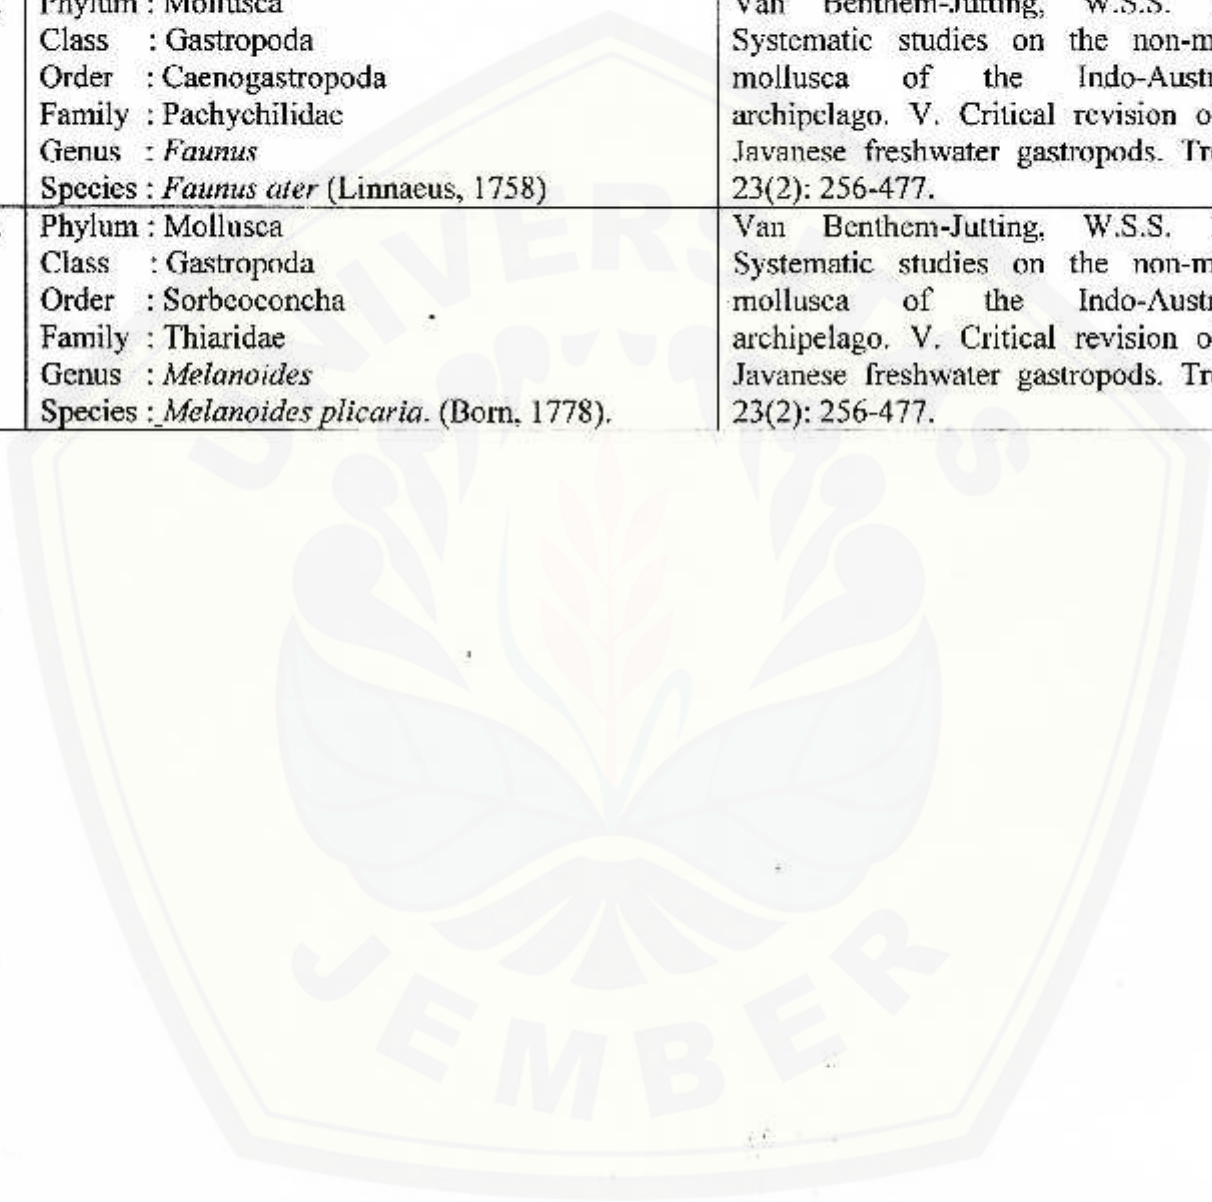 Phylum : Mollusca
Class : Gastropoda
Order : Caenogastropoda
Family : Pachychilidae
Genus : Faunus
Species : Faunus ater (Linnaeus, 1758)
Van Benthem-Jutting, W.S.S.
Systematic studies on the non-m
mollusca of the Indo-Austr
archipelago. V. Critical revision o
Javanese freshwater gastropods. Tr
23(2): 256-477.
Phylum : Mollusca
Class : Gastropoda
Order : Sorbeoconcha
Family : Thiaridae
Genus : Melanoides
Species : Melanoides plicaria. (Born, 1778).
Van Benthem-Jutting, W.S.S.
Systematic studies on the non-m
mollusca of the Indo-Austr
archipelago. V. Critical revision o
Javanese freshwater gastropods. Tr
23(2): 256-477.
UNIVERSITAS
JEMBER